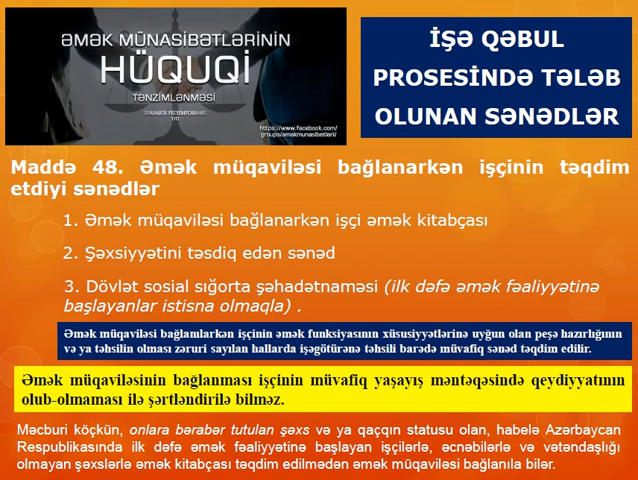 ƏMƏK MÜNASİBƏTLƏRİNİN
HÜQUQİ
TƏNZİMLƏNMƏSİ
ПРАВОВОЕ РЕГУЛИРОВАНИЕ
https://www.facebook.com/
groups/amakmunasibetleri/
İŞƏ QƏBUL
PROSESİNDƏ TƏLƏB
OLUNAN SƏNƏDLƏR
Maddə 48. Əmək müqaviləsi bağlanarkən işçinin təqdim
etdiyi sənədlər
1. Əmək müqaviləsi bağlanarkən işçi əmək kitabçası
2. Şəxsiyyətini təsdiq edən sənəd
3. Dövlət sosial sığorta şəhadətnaməsi (ilk dəfə əmək fəaliyyətinə
başlayanlar istisna olmaqla) .
Əmək müqaviləsi bağlanılarkən işçinin əmək funksiyasının xüsusiyyətlərinə uyğun olan peşə hazırlığının
və ya təhsilin olması zəruri sayılan hallarda işəgötürənə təhsili barədə müvafiq sənəd təqdim edilir.
Əmək müqaviləsinin bağlanması işçinin müvafiq yaşayış məntəqəsində qeydiyyatının
olub-olmaması ilə şərtləndirilə bilməz.
Məcburi köçkün, onlara bərabər tutulan şəxs və ya qaçqın statusu olan, habelə Azərbaycan
Respublikasında ilk dəfə əmək fəaliyyətinə başlayan işçilərlə, əcnəbilərlə və vətəndaşlığı
olmayan şəxslərlə əmək kitabçası təqdim edilmədən əmək müqaviləsi bağlanıla bilər.